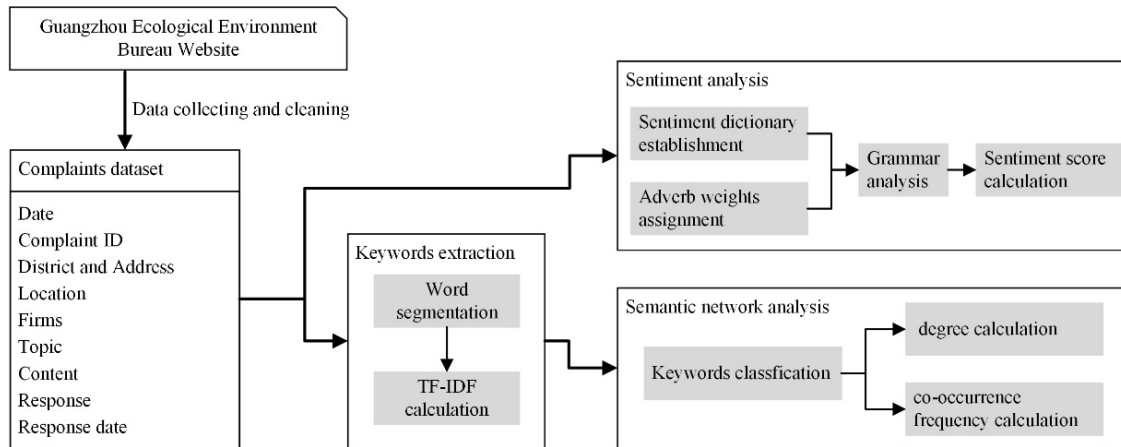 Guangzhou Ecological Environment
Bureau Website
Data collecting and cleaning
Complaints dataset
Date
Complaint ID
District and Address
Location
Firms
Topic
Content
Response
Response date
Keywords extraction
Word
segmentation
TF-IDF
calculation
Sentiment analysis
Sentiment dictionary
establishment
Adverb weights
assignment
Grammar
analysis
Sentiment score
calculation
Semantic network analysis
Keywords classfication
degree calculation
co-occurrence
frequency calculation